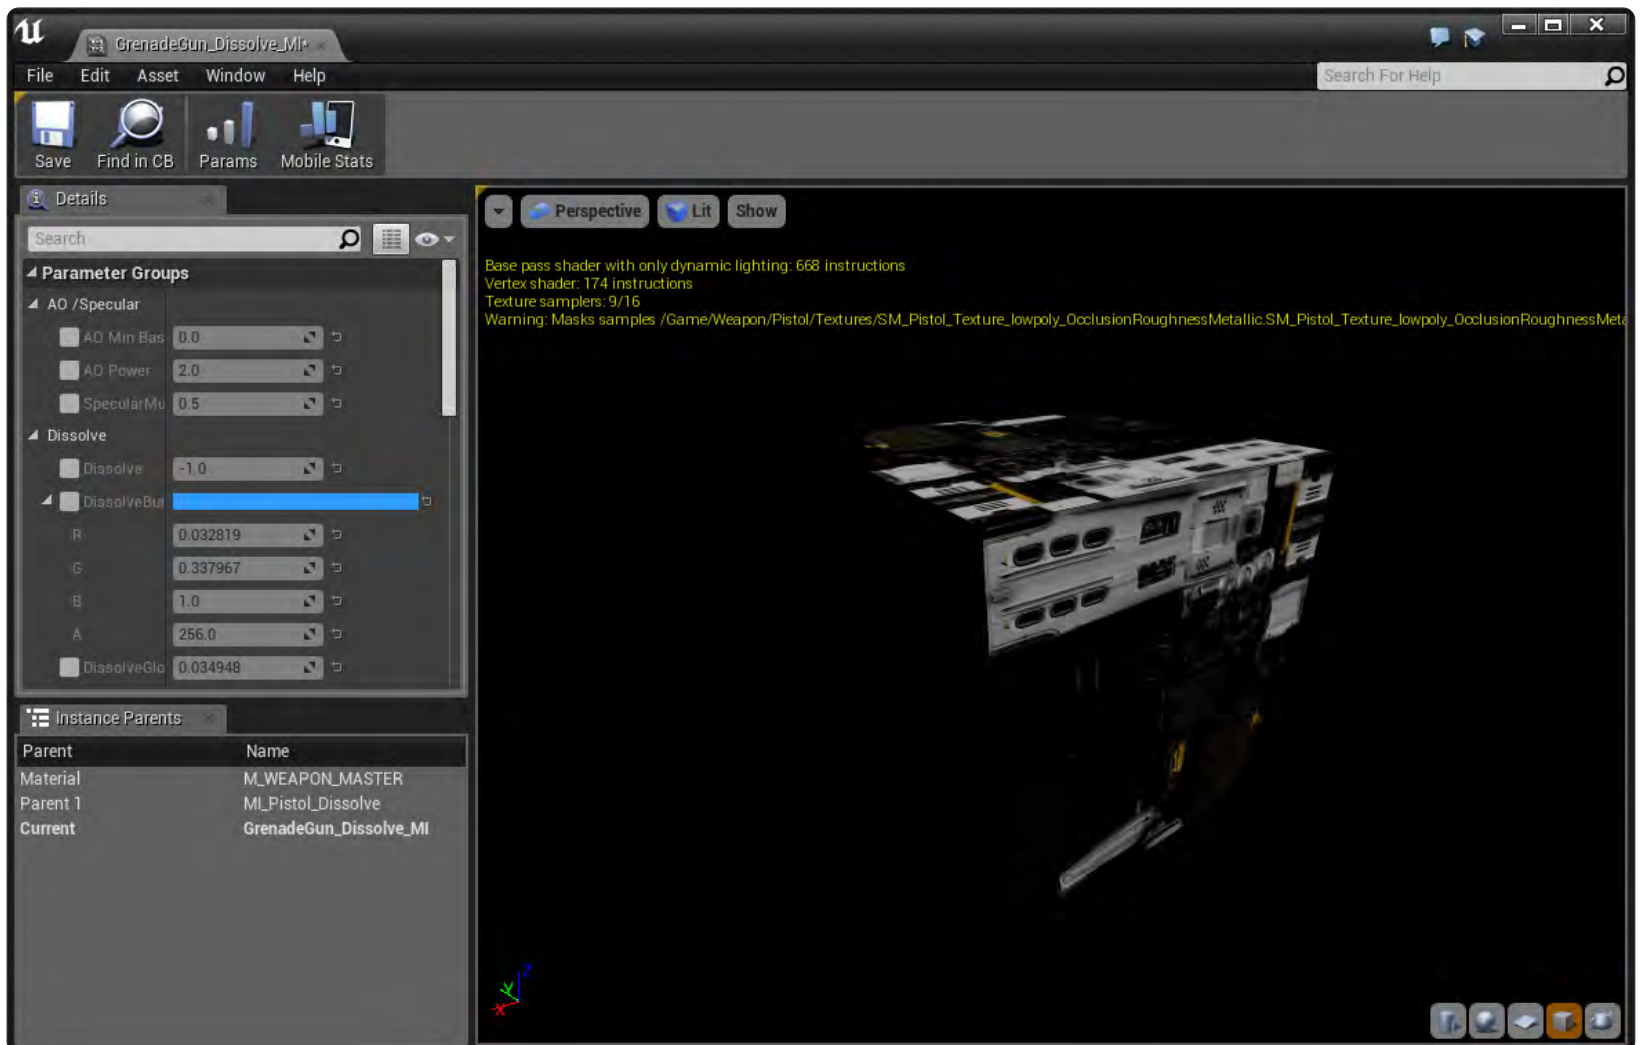 GrenadeGun_Dissolve_MI*
File Edit Asset Window Help
Search For Help
Save Find in CB Params Mobile Stats
Details
Search
Parameter Groups
AO /Specular
AO Min Bas 0.0
AO Power 2.0
SpecularMu 0.5
Dissolve
Dissolve -1.0
DissolveBur
R 0.032819
G 0.337967
B 1.0
A 256.0
DissolveGlo 0.034948
Instance Parents
Parent Name
Material M_WEAPON_MASTER
Parent 1 MI_Pistol_Dissolve
Current GrenadeGun_Dissolve_MI
Perspective Lit Show
Base pass shader with only dynamic lighting: 668 instructions
Vertex shader: 174 instructions
Texture samplers: 9/16
Warning: Masks samples /Game/Weapon/Pistol/Textures/SM_Pistol_Texture_lowpoly_OcclusionRoughnessMetallic.SM_Pistol_Texture_lowpoly_OcclusionRoughnessMeta
Z
Y
X